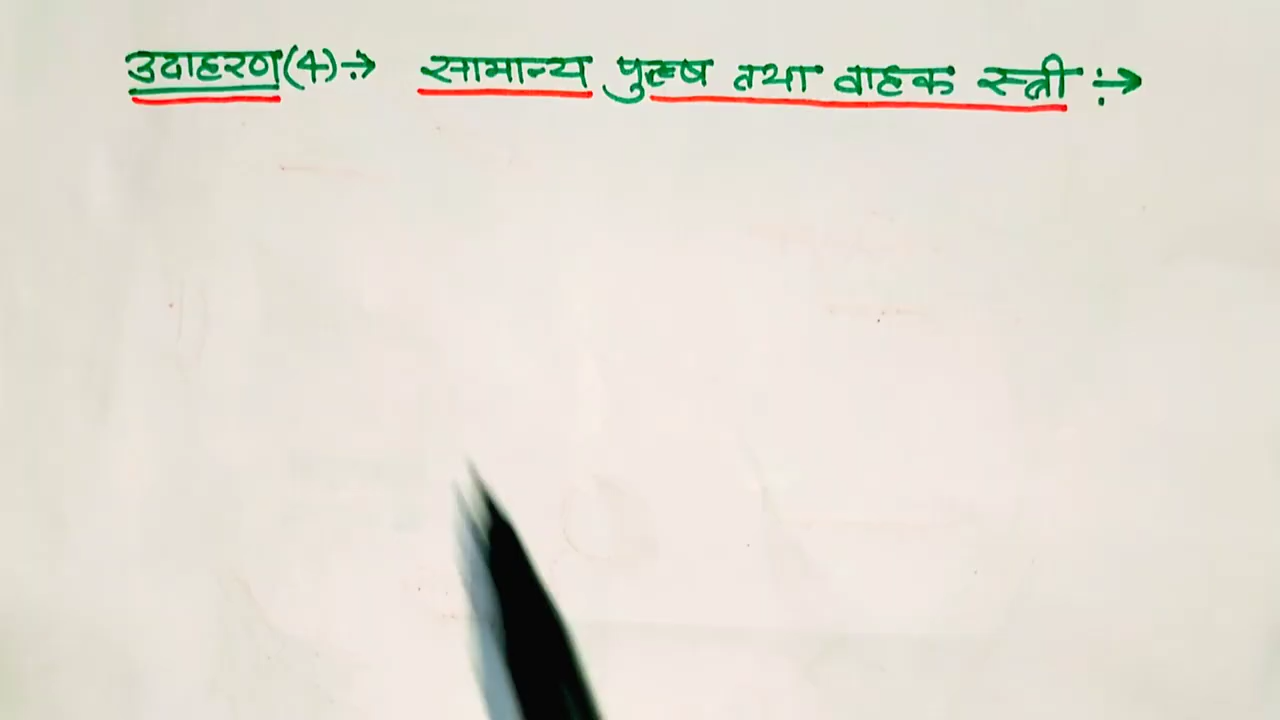 उदाहरण(4)→ सामान्य पुरुष तथा वाहक स्त्री :→